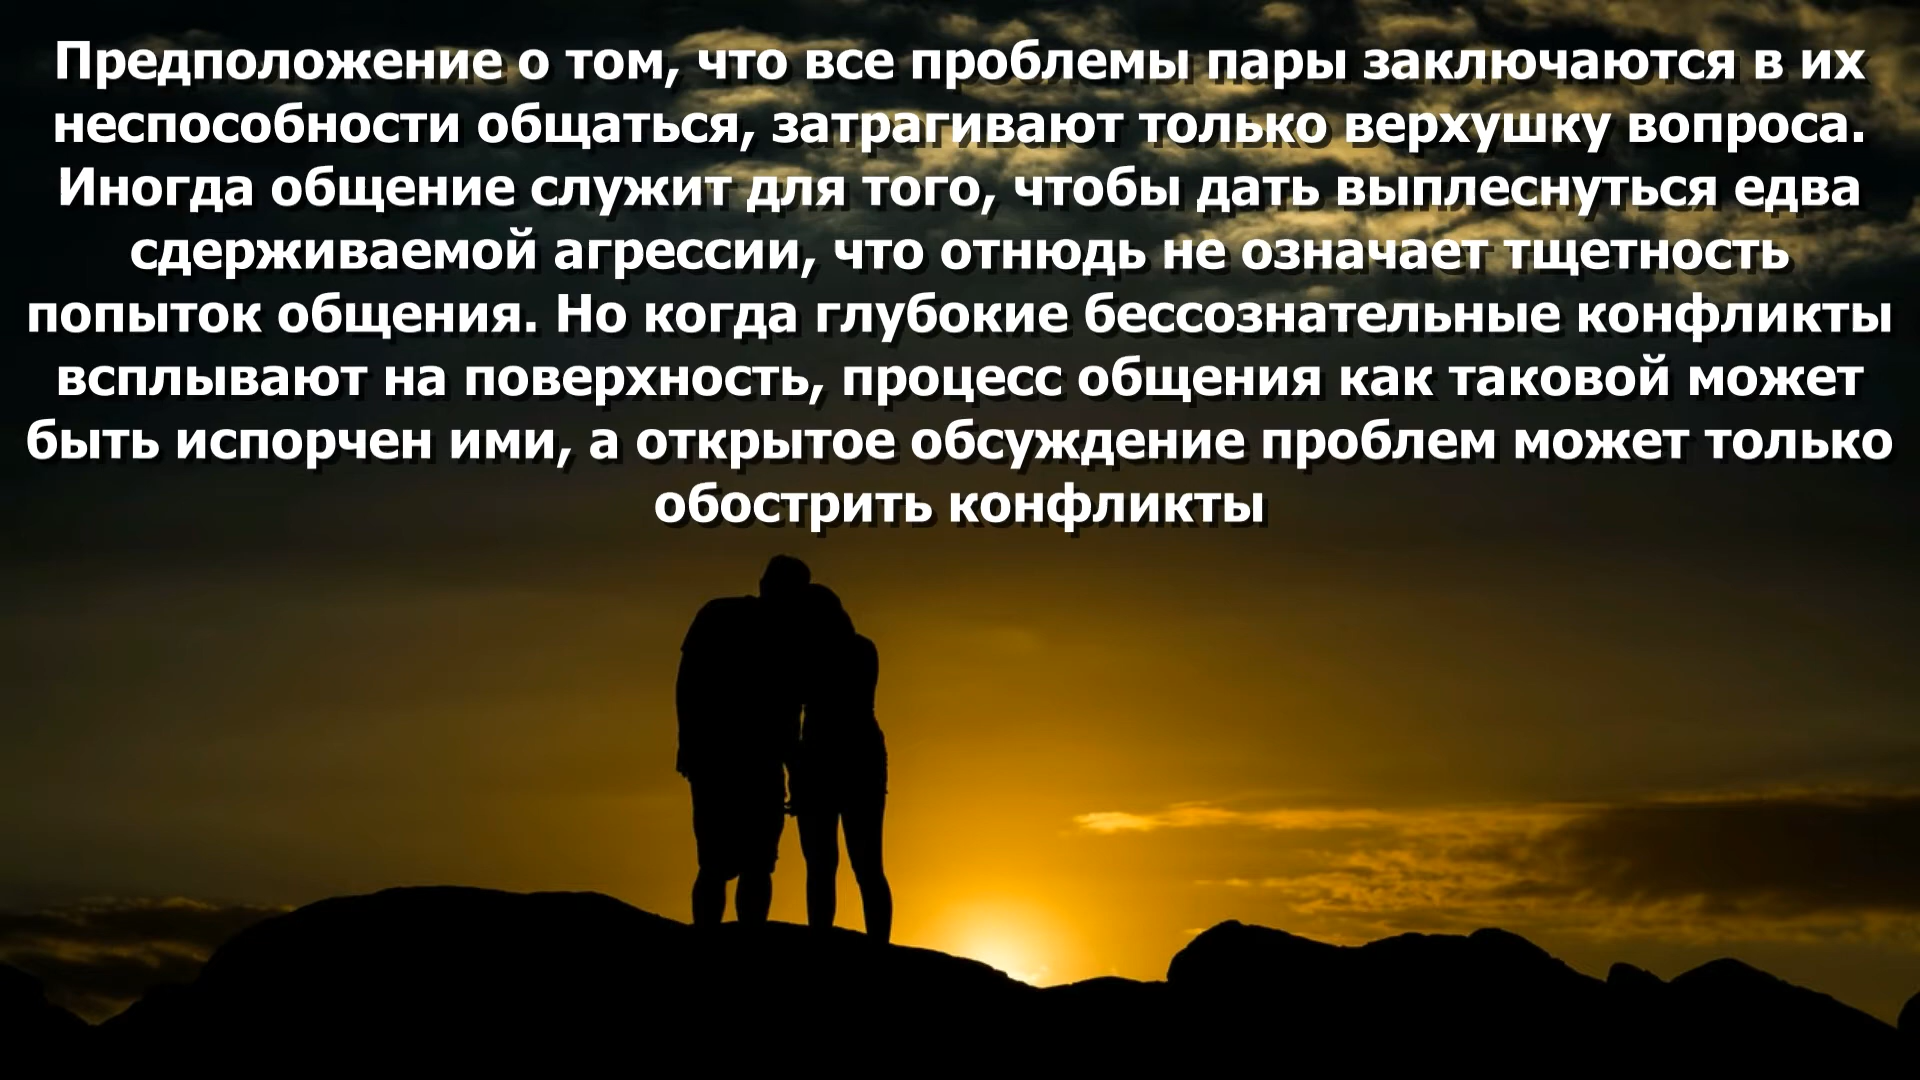 Предположение о том, что все проблемы пары заключаются в их
неспособности общаться, затрагивают только верхушку вопроса.
Иногда общение служит для того, чтобы дать выплеснуться едва
сдерживаемой агрессии, что отнюдь не означает тщетность
попыток общения. Но когда глубокие бессознательные конфликты
всплывают на поверхность, процесс общения как таковой может
быть испорчен ими, а открытое обсуждение проблем может только
обострить конфликты